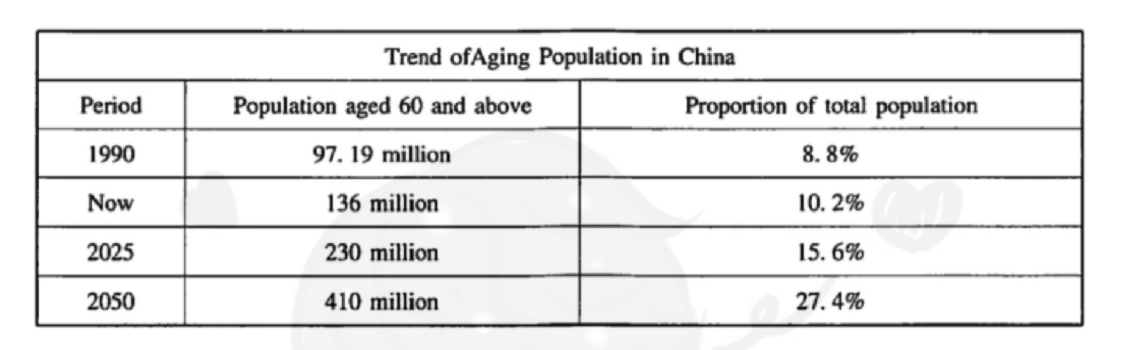 Trend ofAging Population in China
Period Population aged 60 and above Proportion of total population
1990 97. 19 million 8. 8%
Now 136 million 10. 2%
2025 230 million 15. 6%
2050 410 million 27. 4%